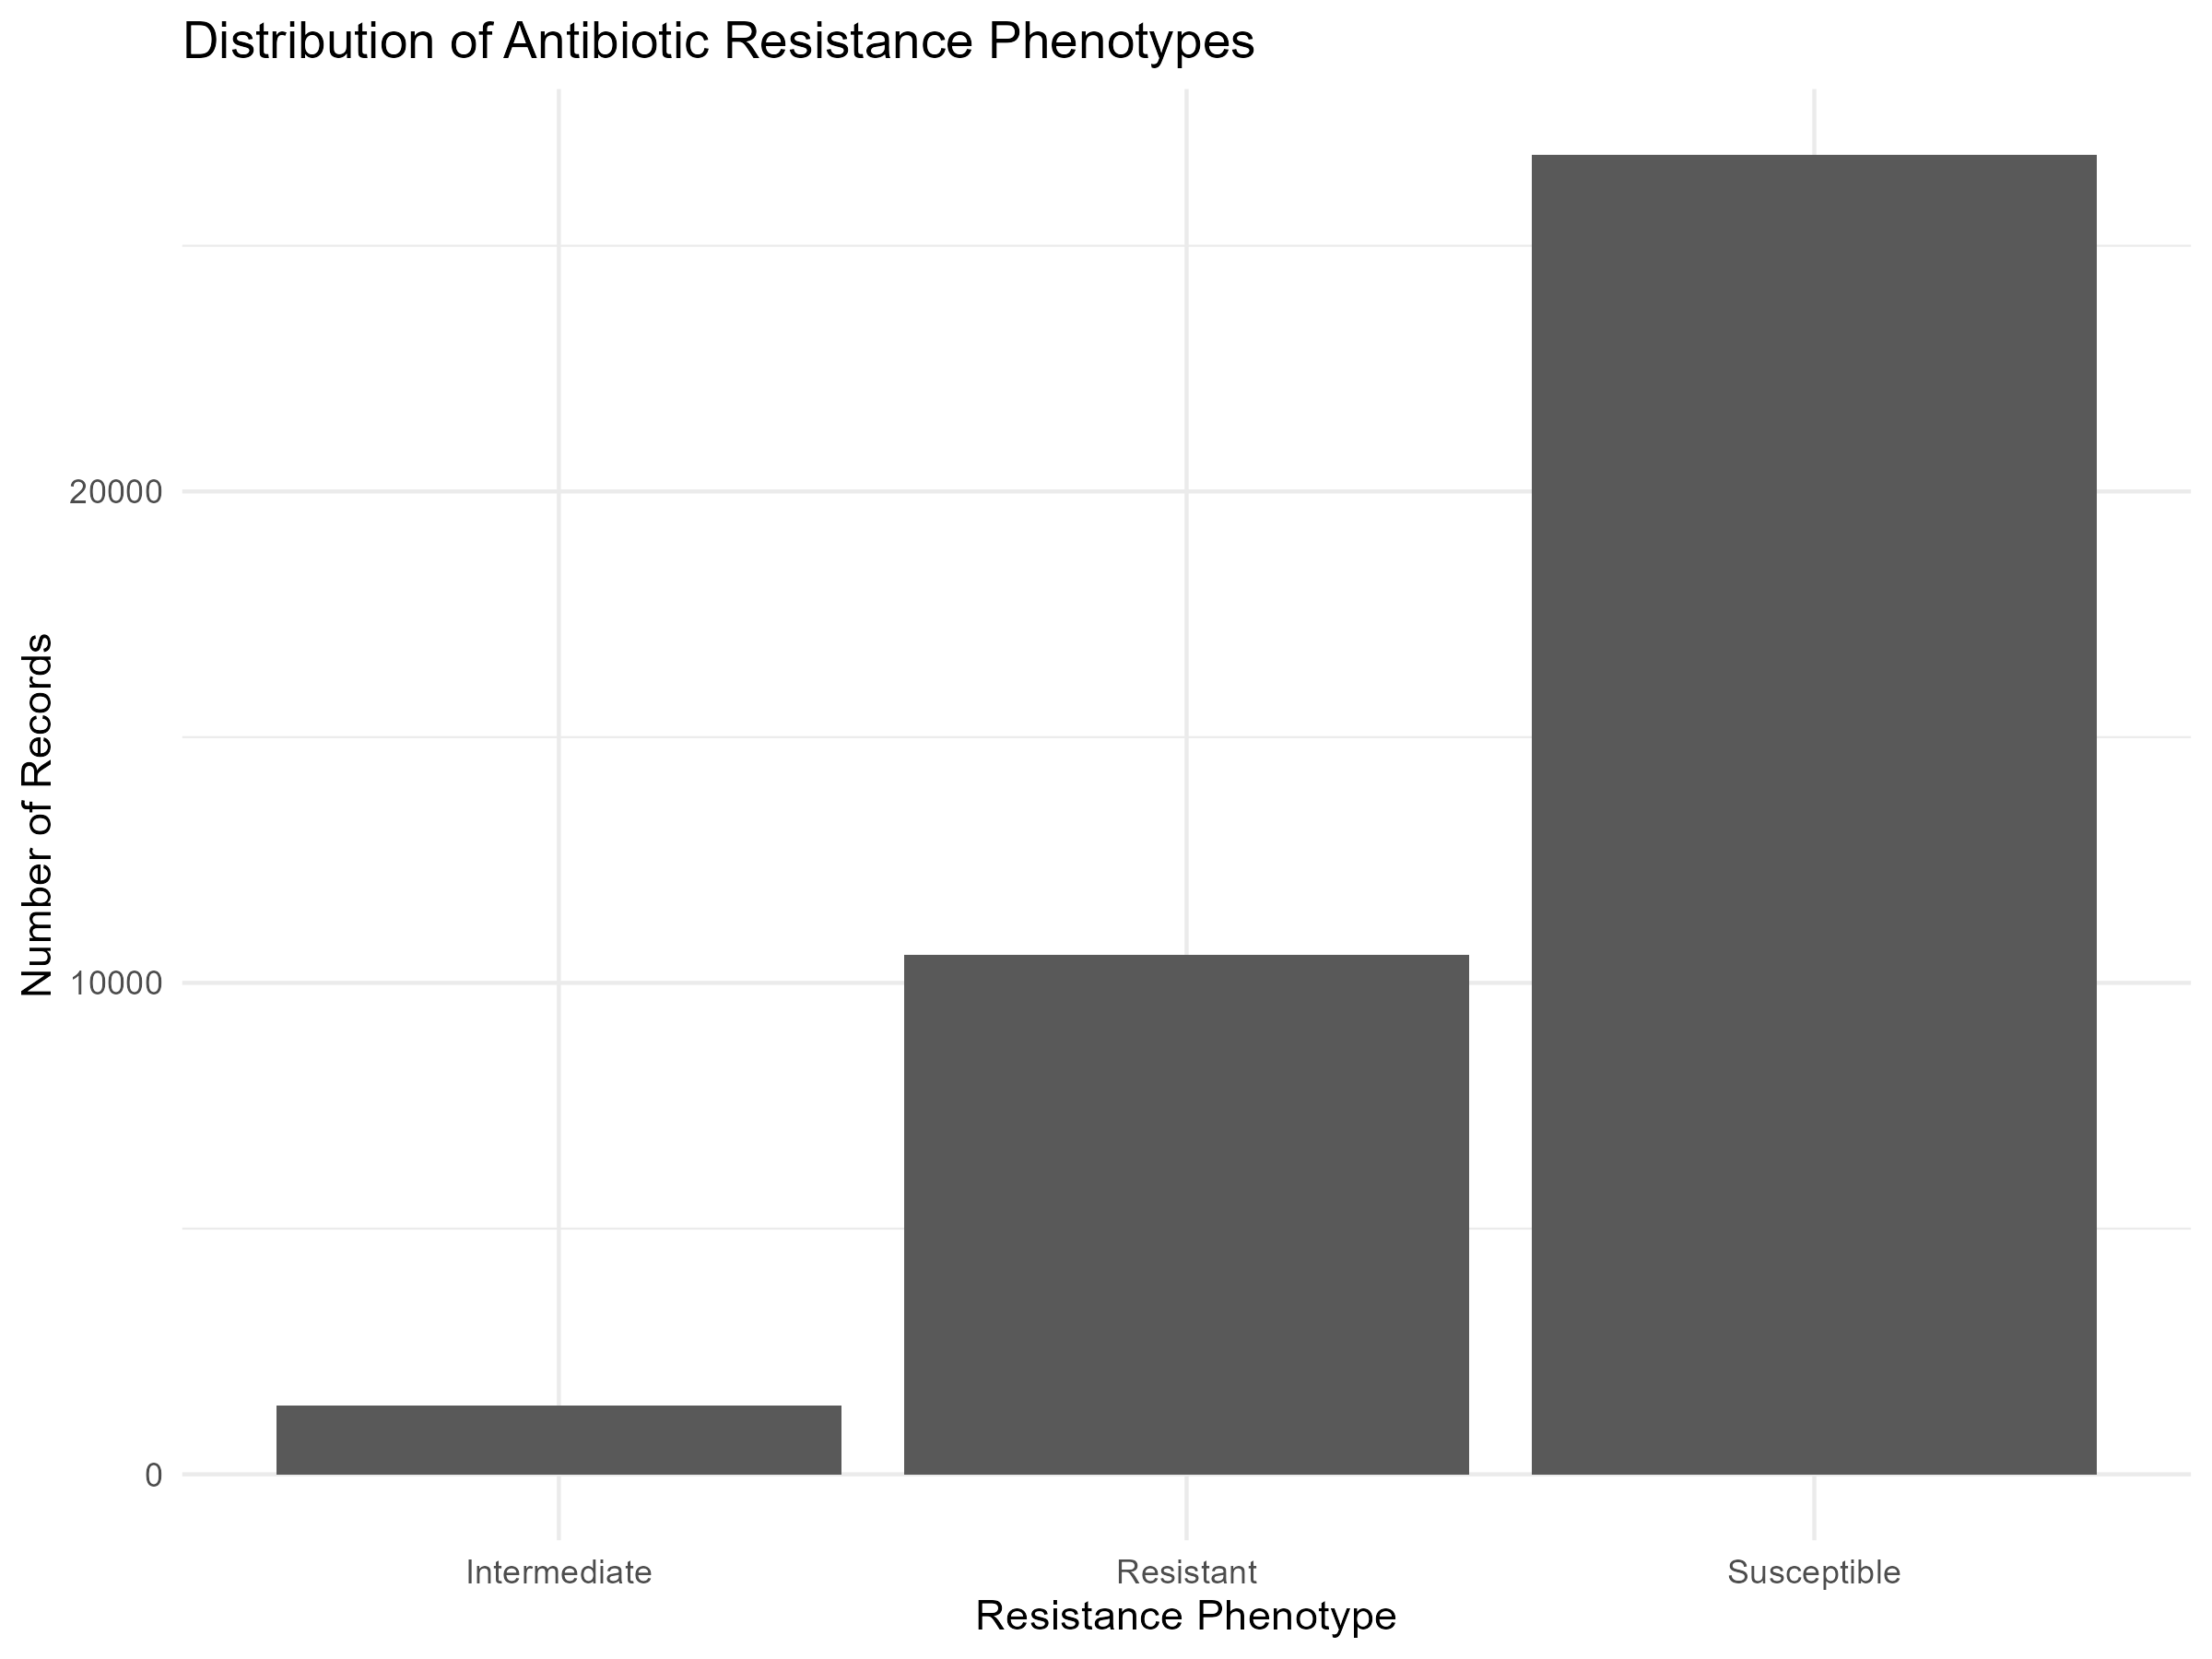 Distribution of Antibiotic Resistance Phenotypes
Number of Records
20000
10000
0
Intermediate
Resistant
Susceptible
Resistance Phenotype